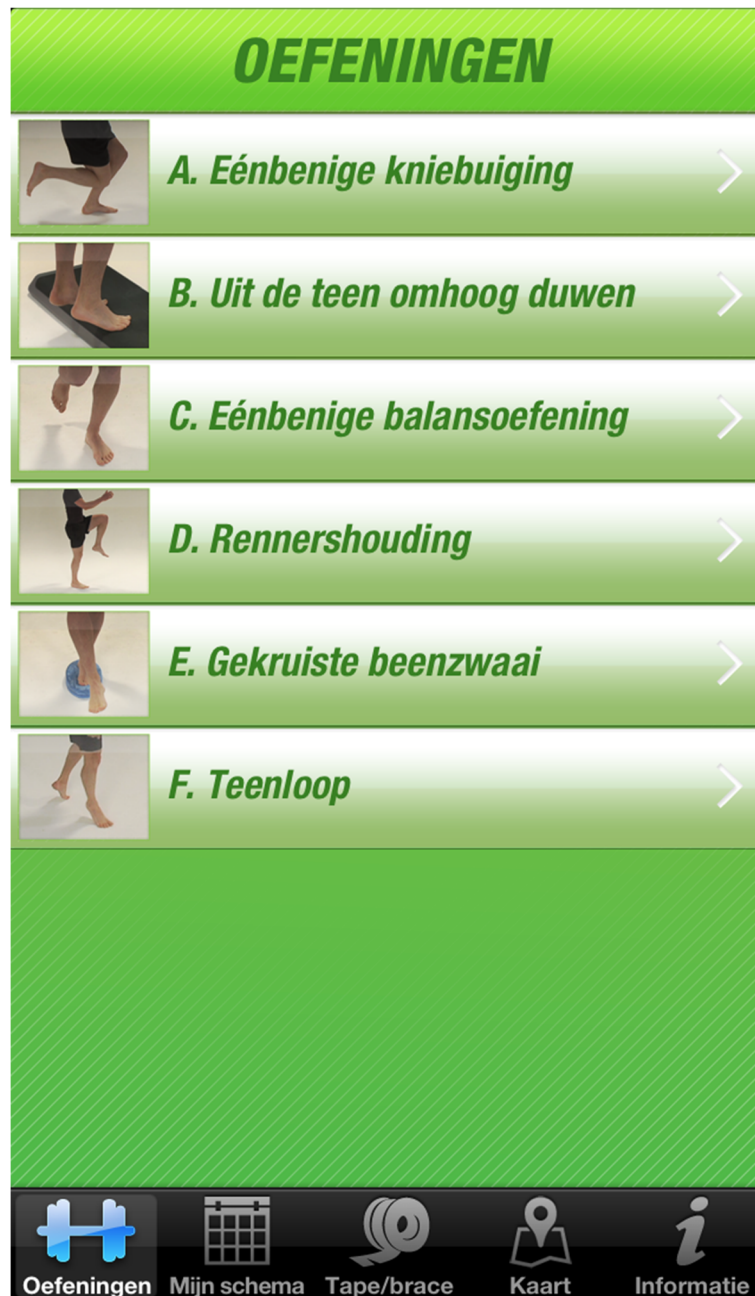 OEFENINGEN
A. Eénbenige kniebuiging
B. Uit de teen omhoog duwen
C. Eénbenige balansoefening
D. Rennershouding
E. Gekruiste beenzwaai
F. Teenloop
Oefeningen Mijn schema Tape/brace Kaart Informatie